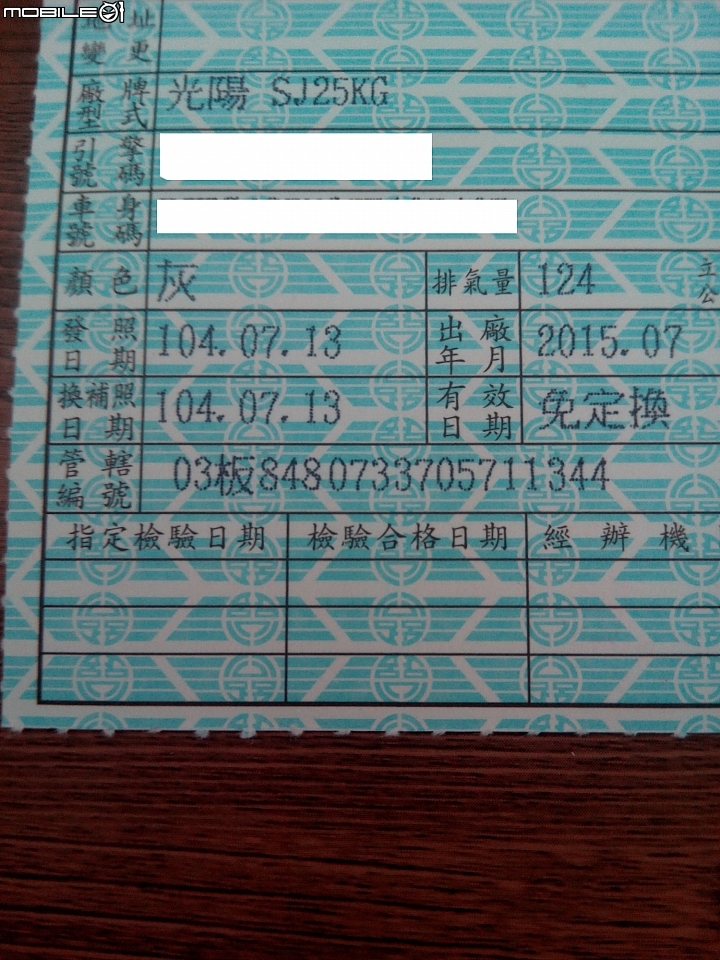 MOBILE01
地址
變更
廠牌
型式 光陽 SJ25KG
引擎
號碼
車身
號碼
顏色 灰 排氣量 124 立
公
發照
日期 104.07.13 出廠
年月 2015.07
換補照
日期 104.07.13 有效
日期 免定換
管轄
編號 03板8480733705711344
指定檢驗日期 檢驗合格日期 經辦機